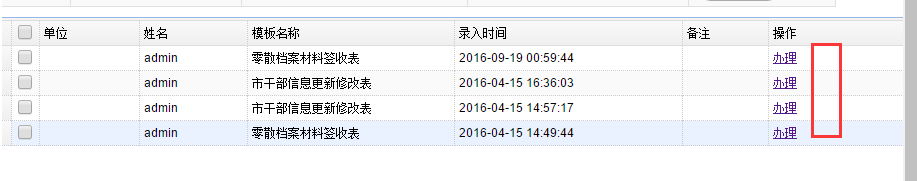 单位 姓名 模板名称 录入时间 备注 操作
admin 零散档案材料签收表 2016-09-19 00:59:44 办理
admin 市干部信息更新修改表 2016-04-15 16:36:03 办理
admin 市干部信息更新修改表 2016-04-15 14:57:17 办理
admin 零散档案材料签收表 2016-04-15 14:49:44 办理